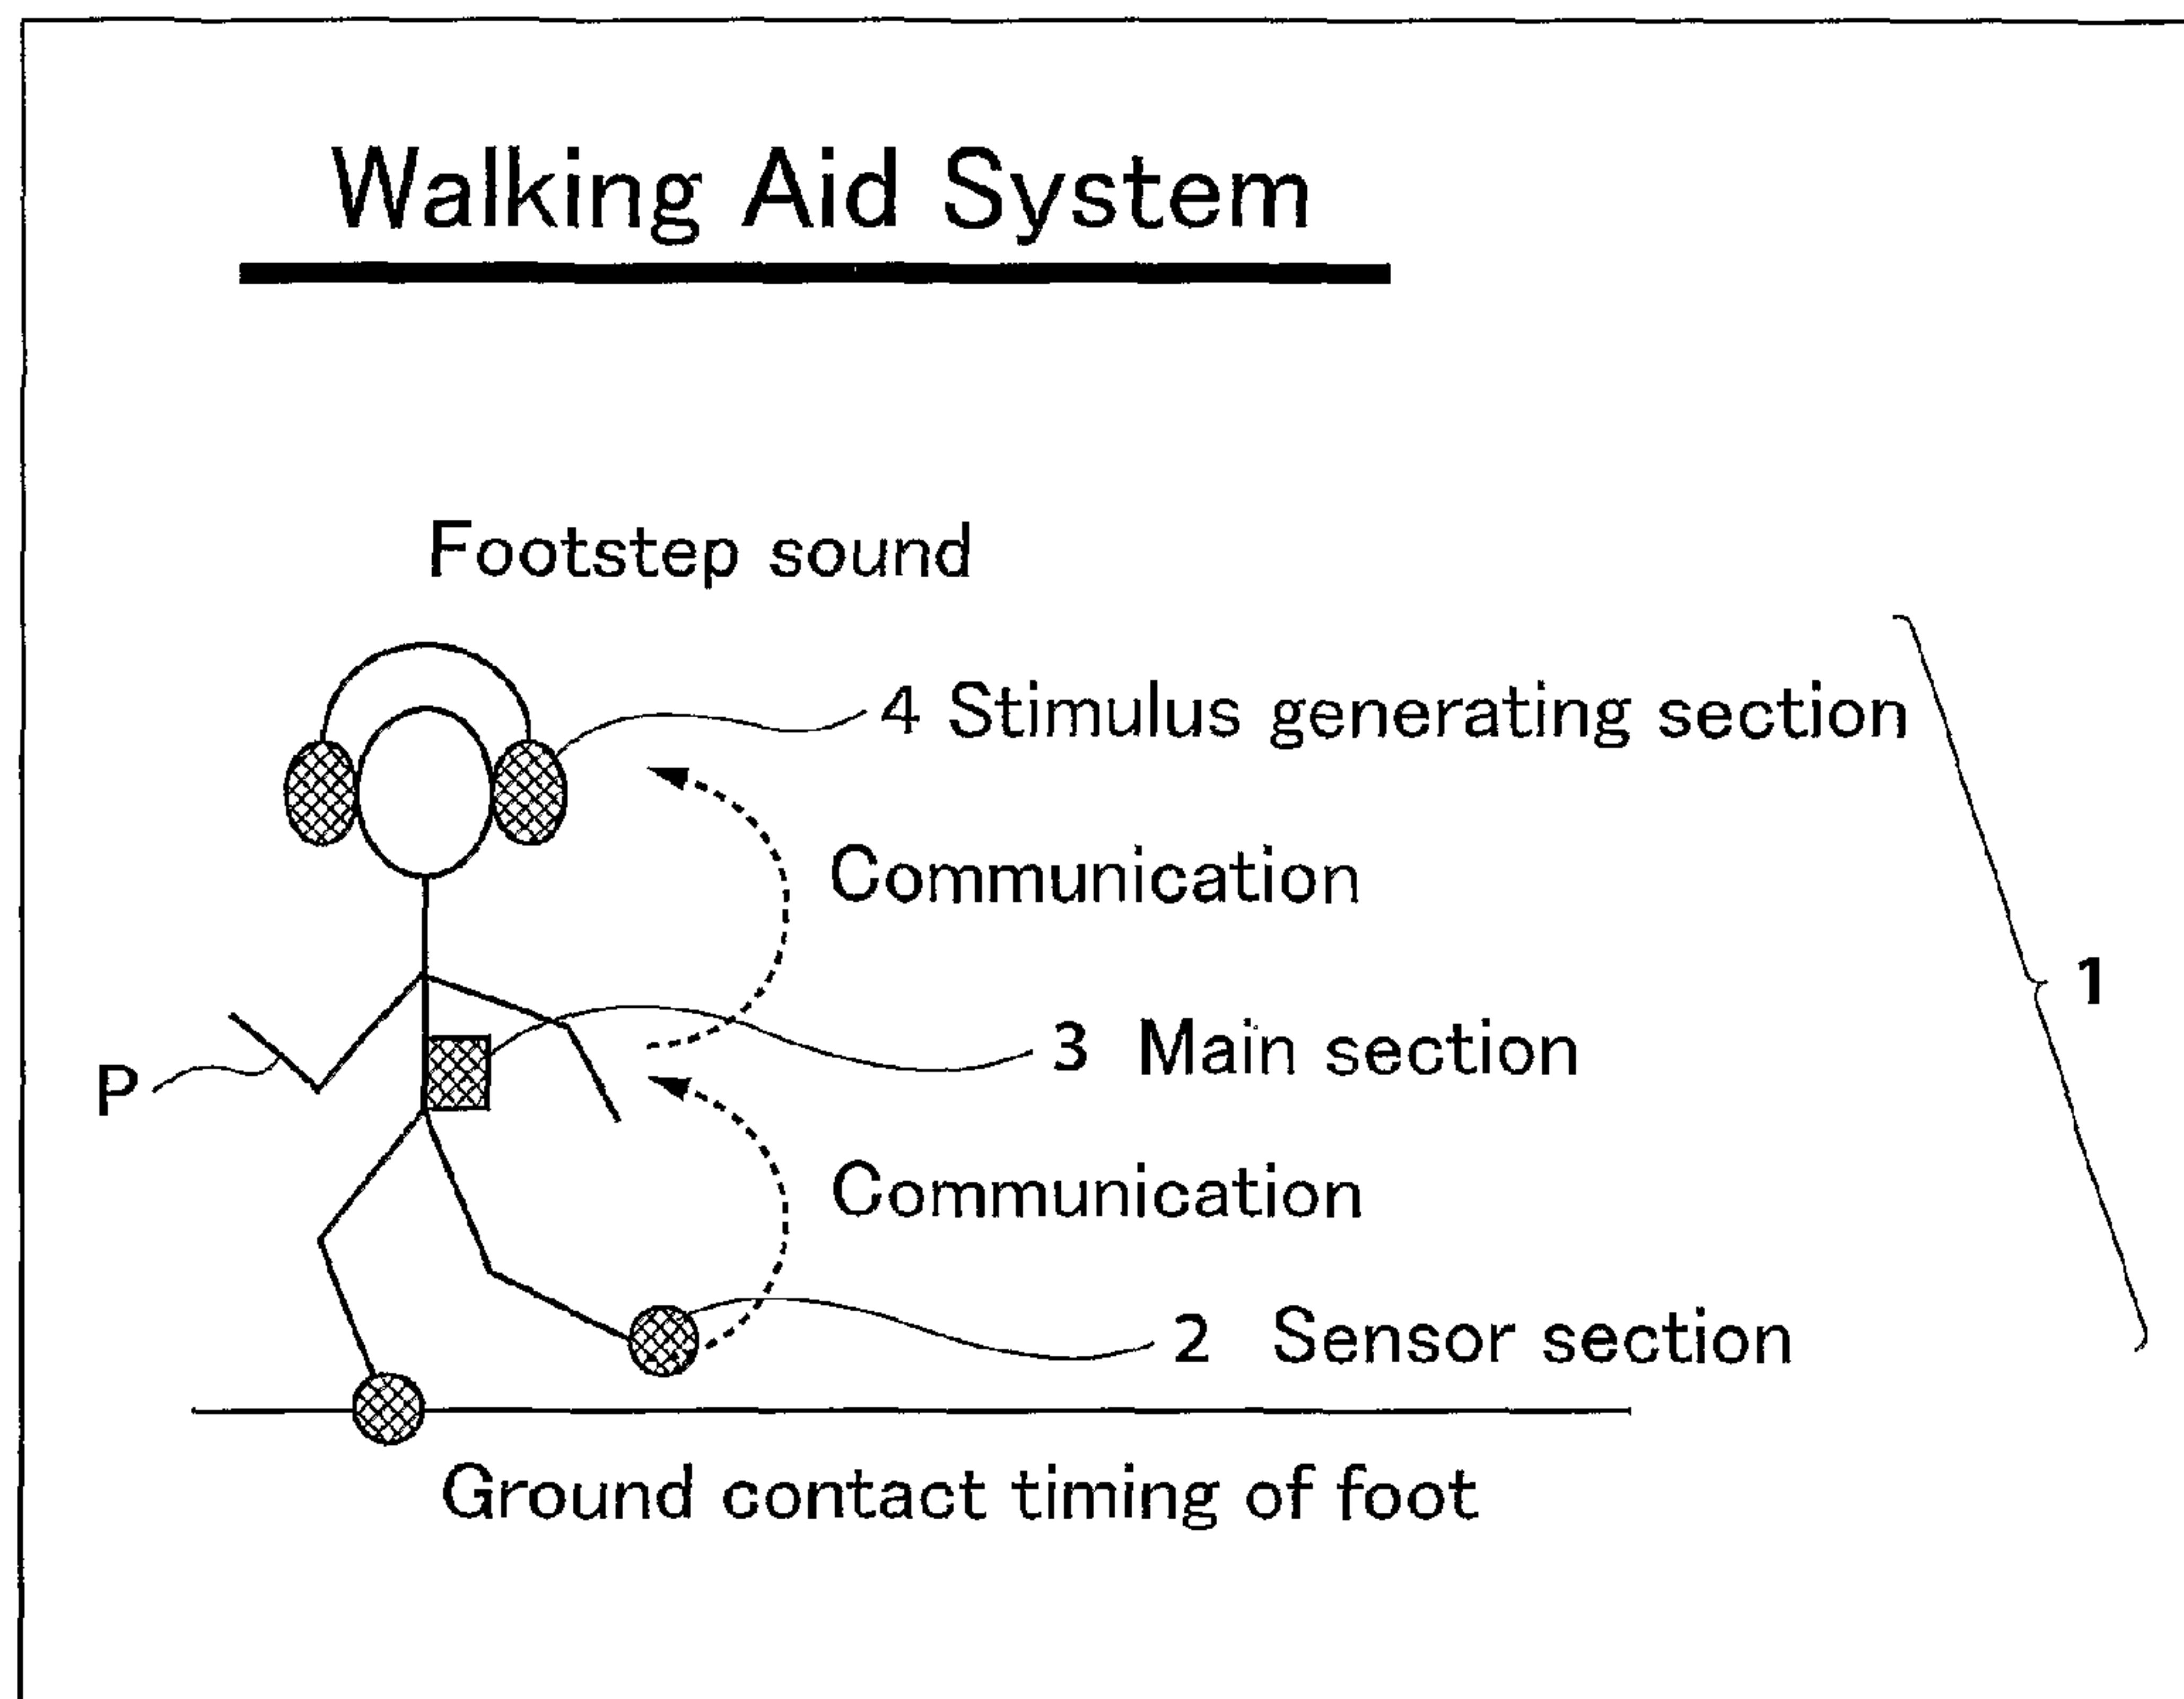 Walking Aid System
Footstep sound
4 Stimulus generating section
Communication
1
3 Main section
P
Communication
2 Sensor section
Ground contact timing of foot